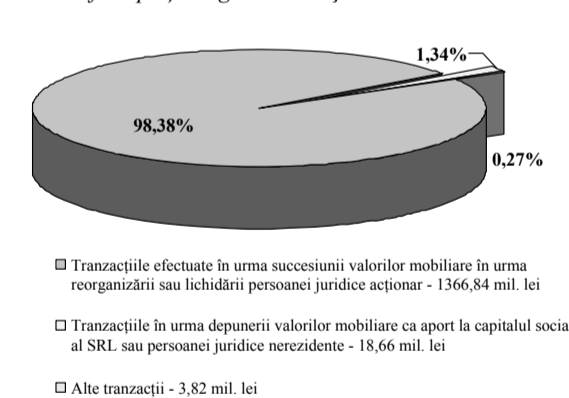 1,34%
98,38%
0,27%
Tranzacțiile efectuate în urma succesiunii valorilor mobiliare în urma
reorganizării sau lichidării persoanei juridice acționar - 1366,84 mil. lei
Tranzacțiile în urma depunerii valorilor mobiliare ca aport la capitalul socia
al SRL sau persoanei juridice nerezidente - 18,66 mil. lei
Alte tranzacții - 3,82 mil. lei